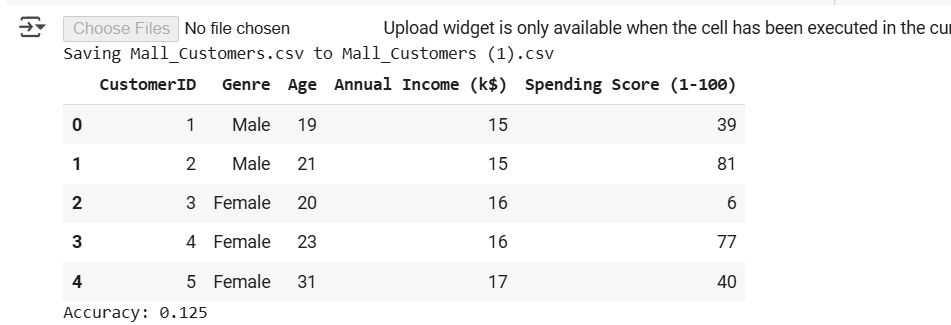 Choose Files No file chosen Upload widget is only available when the cell has been executed in the
Saving Mall_Customers.csv to Mall_Customers (1).csv
CustomerID Genre Age Annual Income (k$) Spending Score (1-100)
0 1 Male 19 15 39
1 2 Male 21 15 81
2 3 Female 20 16 6
3 4 Female 23 16 77
4 5 Female 31 17 40
Accuracy: 0.125